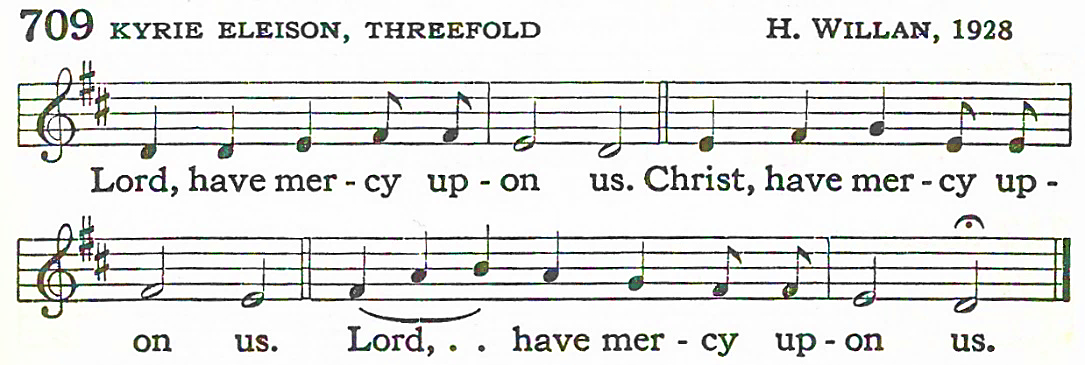 709 KYRIE ELEISON, THREEFOLD H. WILLAN, 1928
Lord, have mer - cy up - on us. Christ, have mer - cy up -
on us. Lord, . . have mer - cy up - on us.